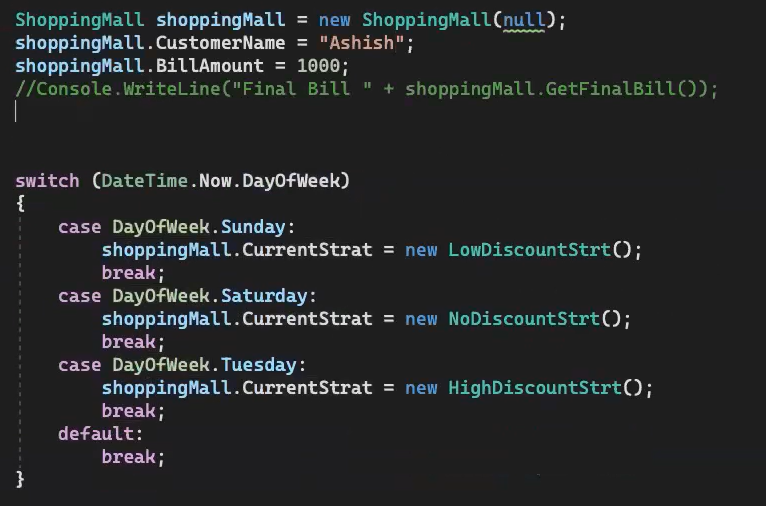 ShoppingMall shoppingMall = new ShoppingMall(null);
shoppingMall.CustomerName = "Ashish";
shoppingMall.BillAmount = 1000;
//Console.WriteLine("Final Bill " + shoppingMall.GetFinalBill());
switch (DateTime.Now.DayOfWeek)
{
    case DayOfWeek.Sunday:
        shoppingMall.CurrentStrat = new LowDiscountStrt();
        break;
    case DayOfWeek.Saturday:
        shoppingMall.CurrentStrat = new NoDiscountStrt();
        break;
    case DayOfWeek.Tuesday:
        shoppingMall.CurrentStrat = new HighDiscountStrt();
        break;
    default:
        break;
}